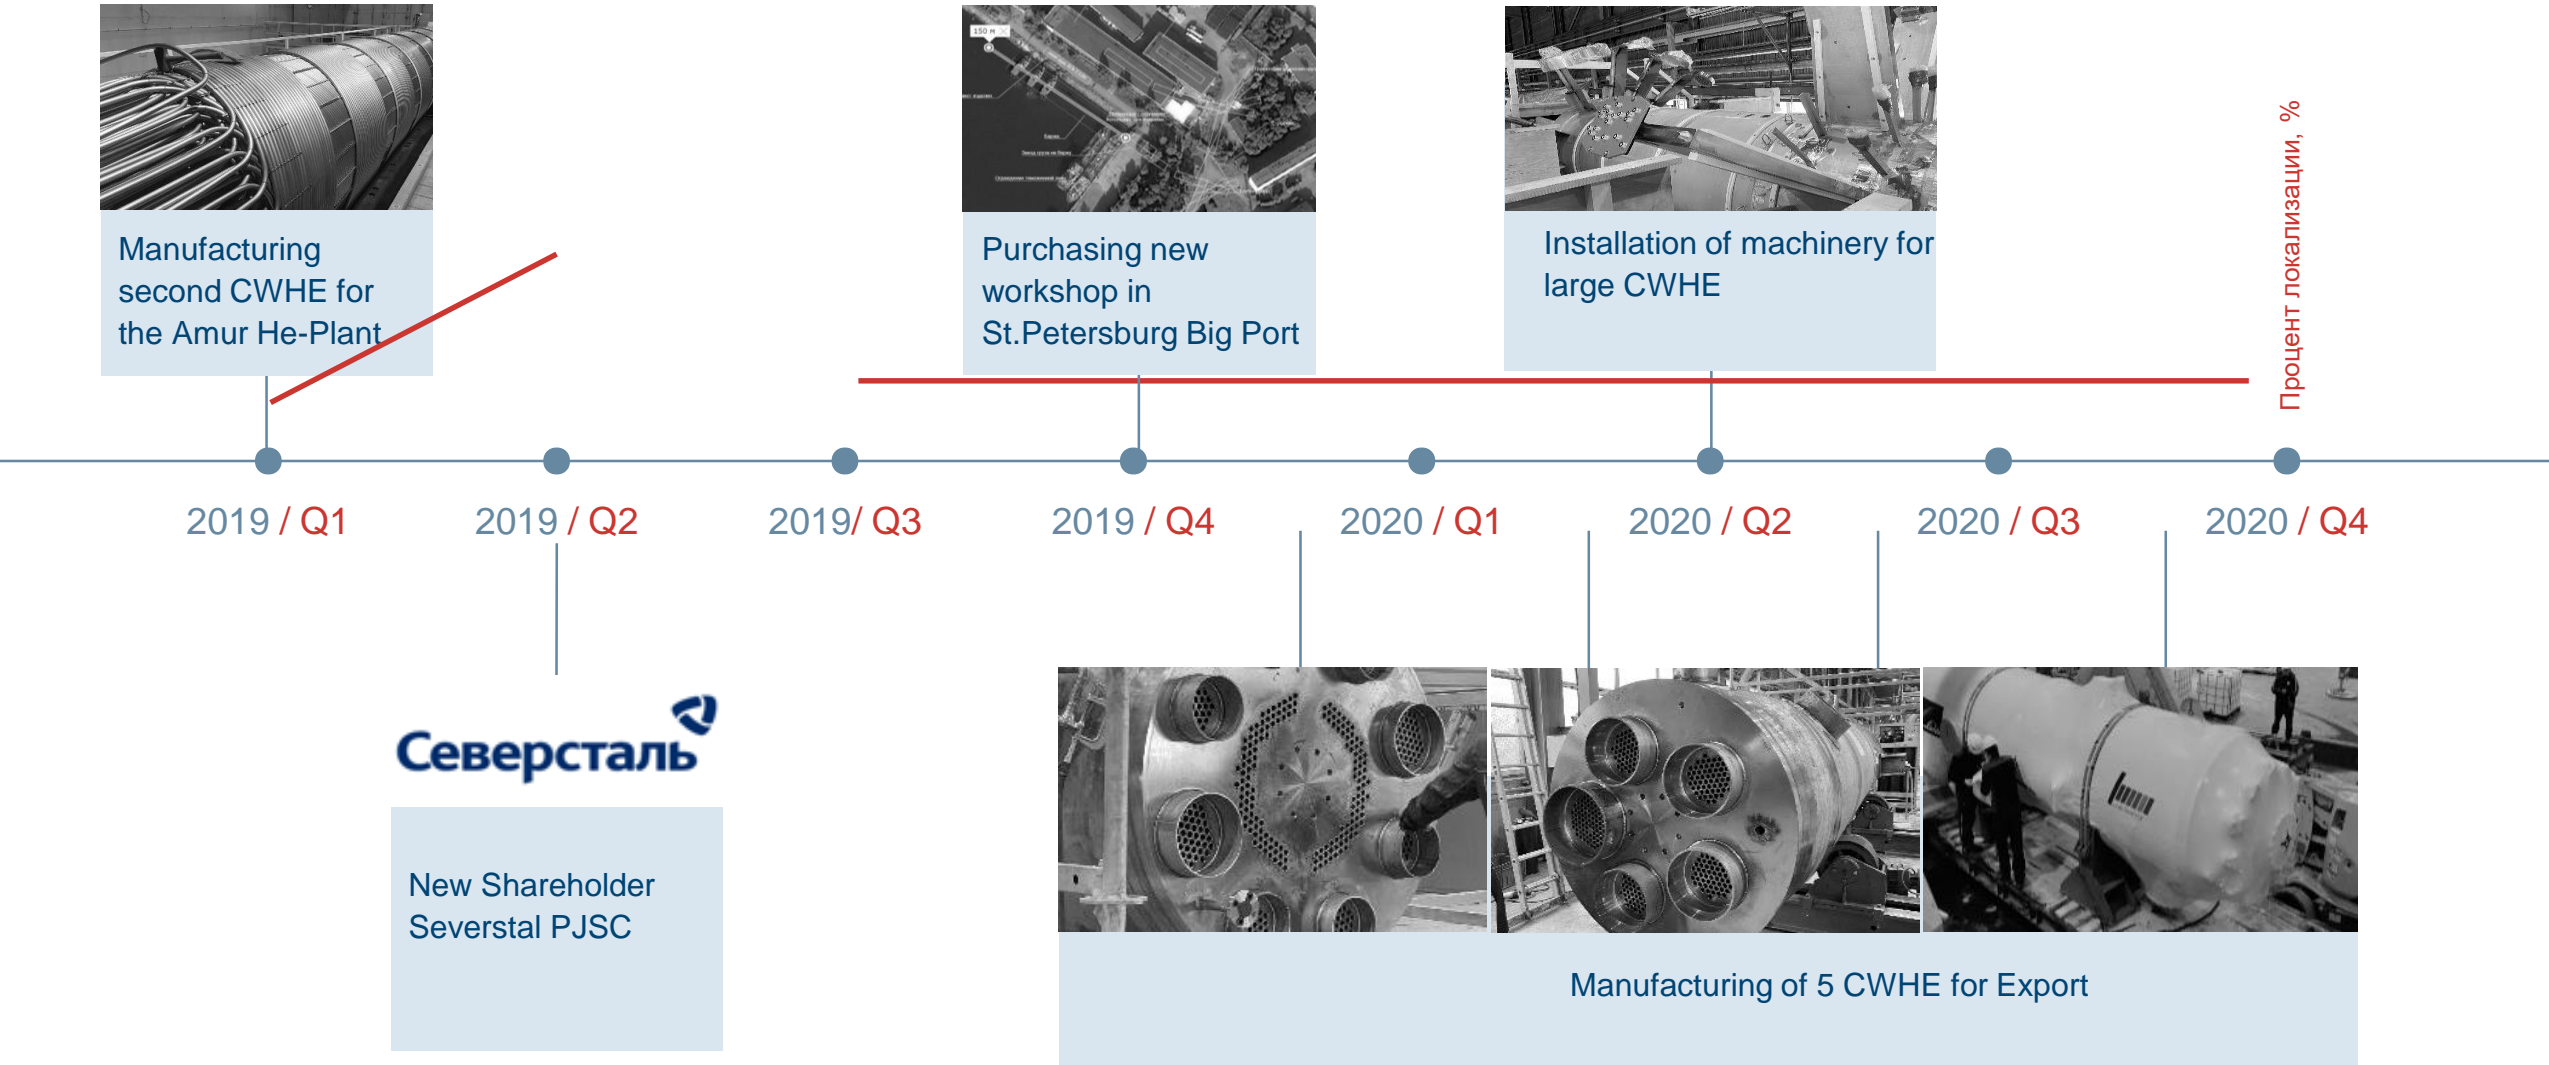 150 м
Manufacturing
second CWHE for
the Amur He-Plant
Purchasing new
workshop in
St.Petersburg Big Port
Installation of machinery for
large CWHE
Процент локализации, %
2019 / Q1
2019 / Q2
2019/ Q3
2019 / Q4
2020 / Q1
2020 / Q2
2020 / Q3
2020 / Q4
Северсталь
New Shareholder
Severstal PJSC
Manufacturing of 5 CWHE for Export